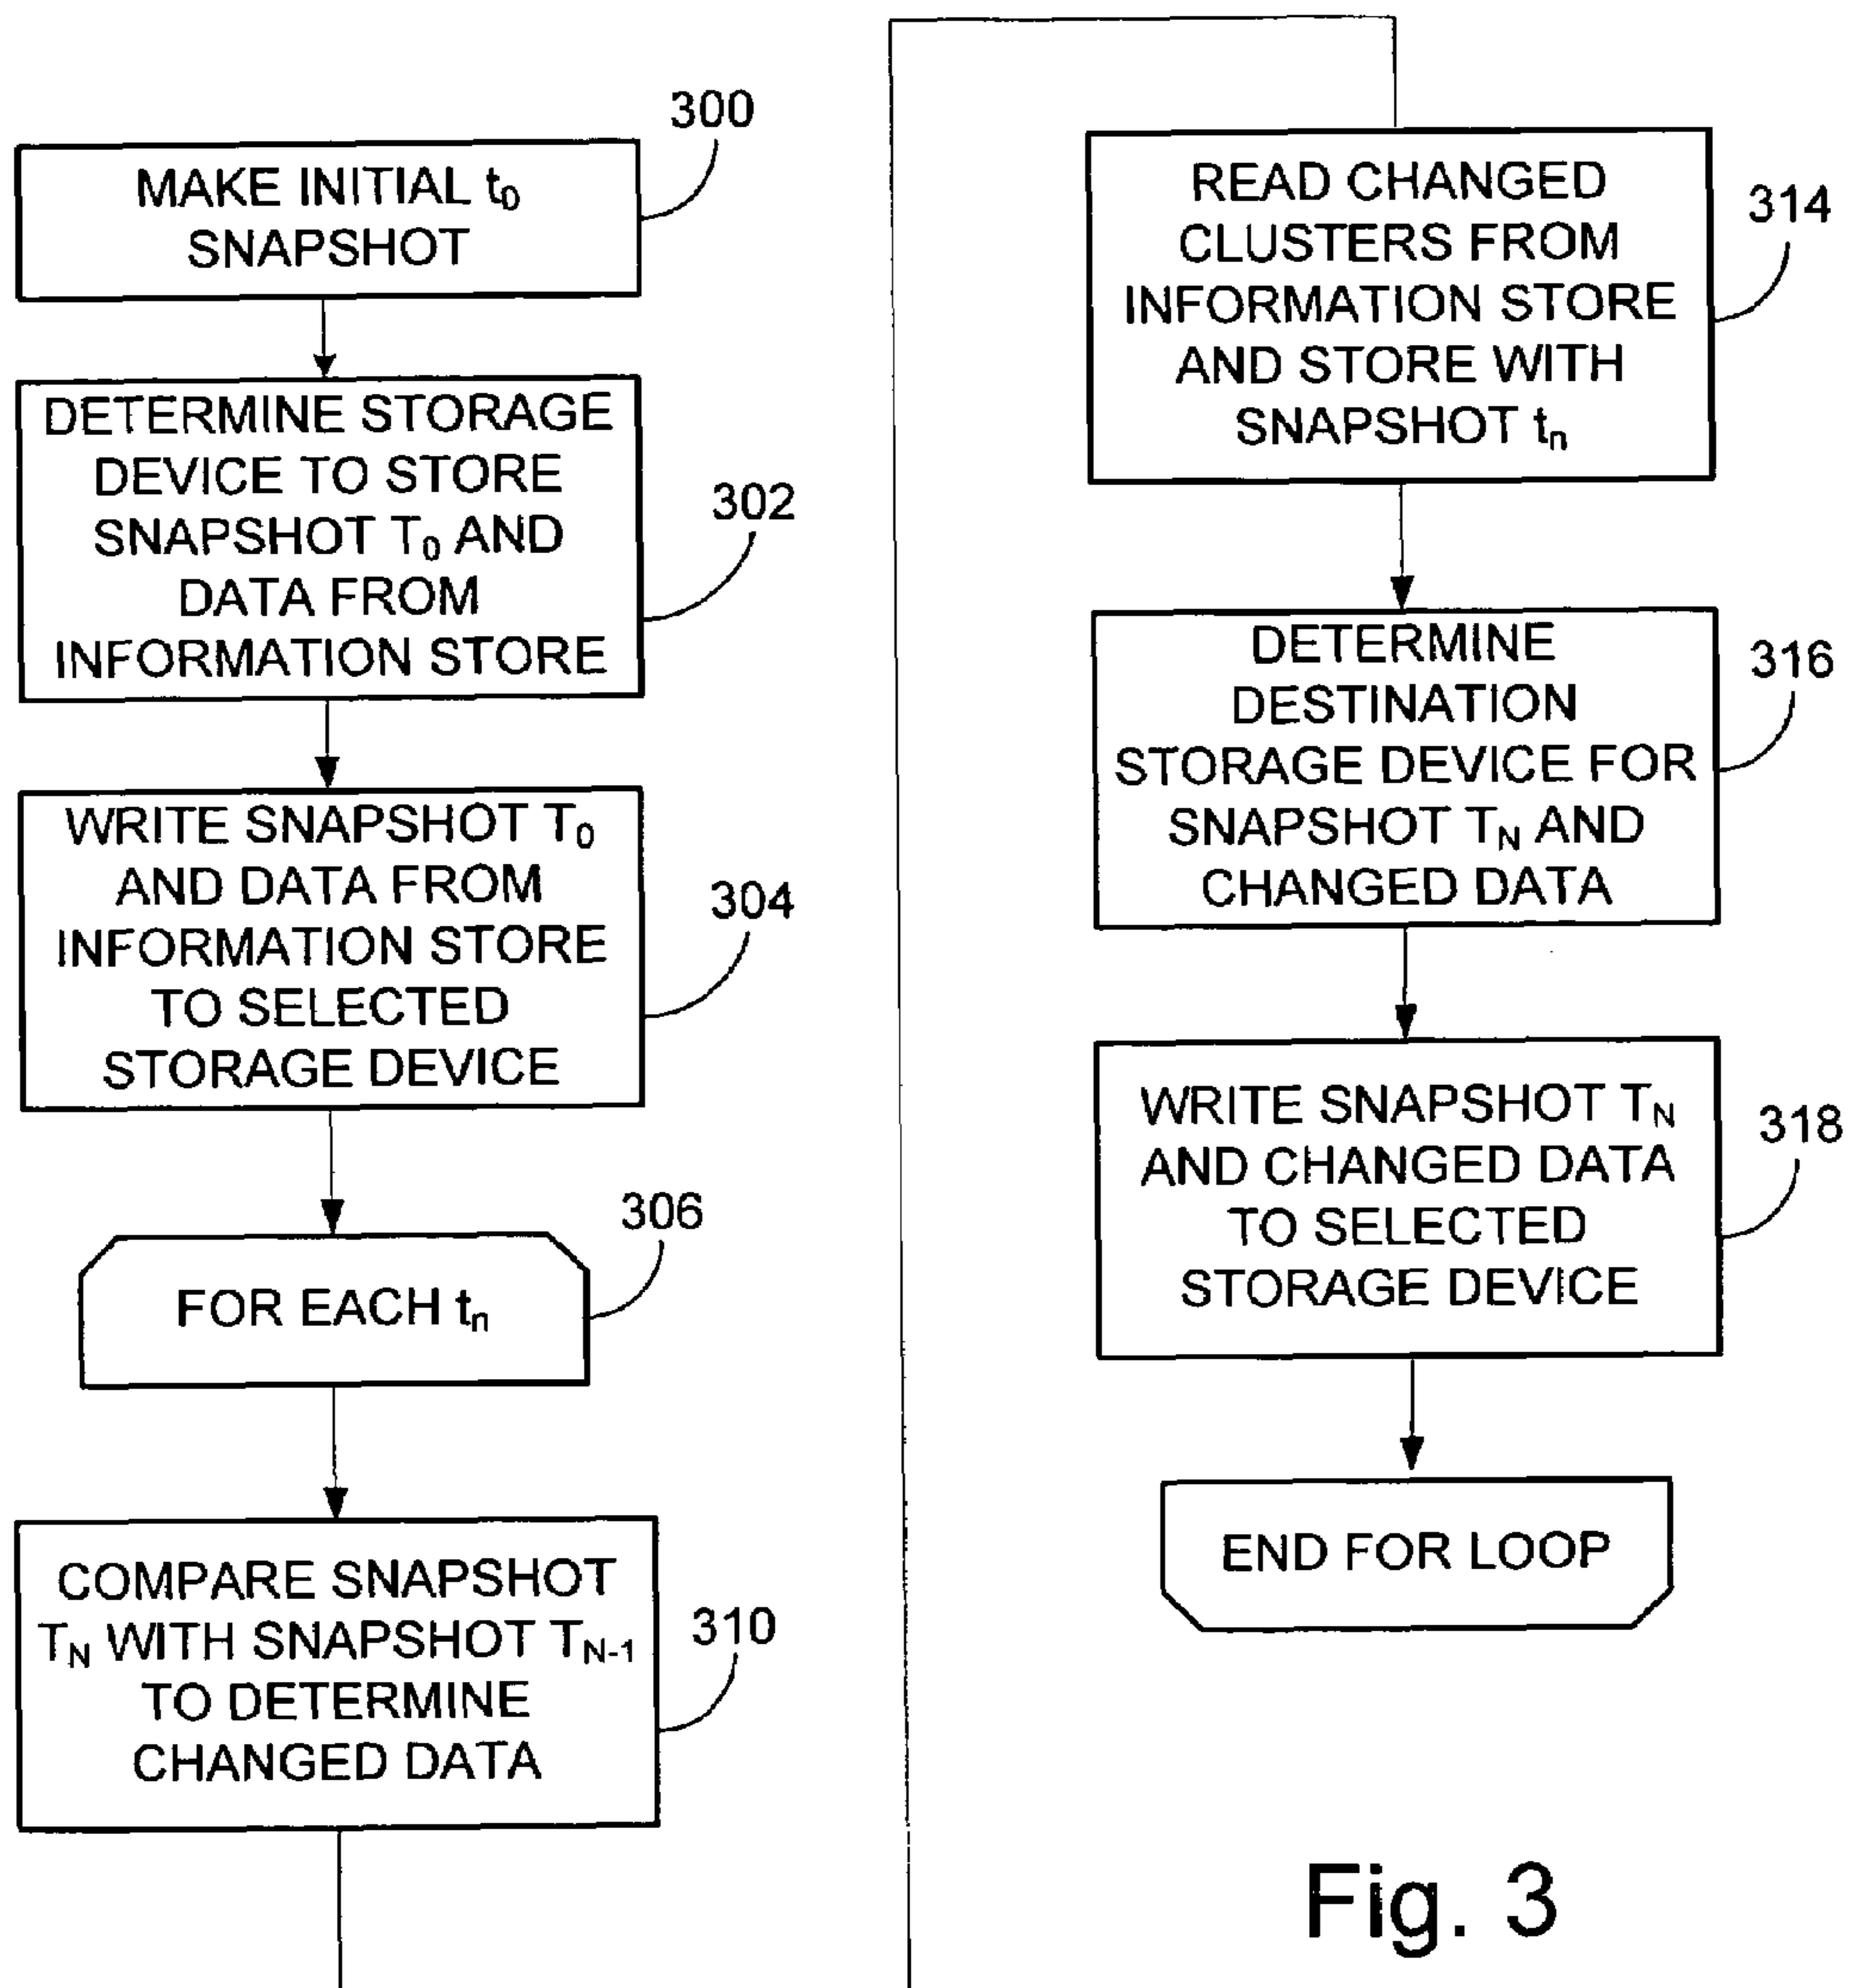 300
MAKE INITIAL t₀
SNAPSHOT
DETERMINE STORAGE
DEVICE TO STORE
SNAPSHOT T₀ AND
DATA FROM
INFORMATION STORE
302
WRITE SNAPSHOT T₀
AND DATA FROM
INFORMATION STORE
TO SELECTED
STORAGE DEVICE
304
306
FOR EACH tₙ
COMPARE SNAPSHOT
T_N WITH SNAPSHOT T_N-1
TO DETERMINE
CHANGED DATA
310
READ CHANGED
CLUSTERS FROM
INFORMATION STORE
AND STORE WITH
SNAPSHOT tₙ
314
DETERMINE
DESTINATION
STORAGE DEVICE FOR
SNAPSHOT T_N AND
CHANGED DATA
316
WRITE SNAPSHOT T_N
AND CHANGED DATA
TO SELECTED
STORAGE DEVICE
318
END FOR LOOP
Fig. 3